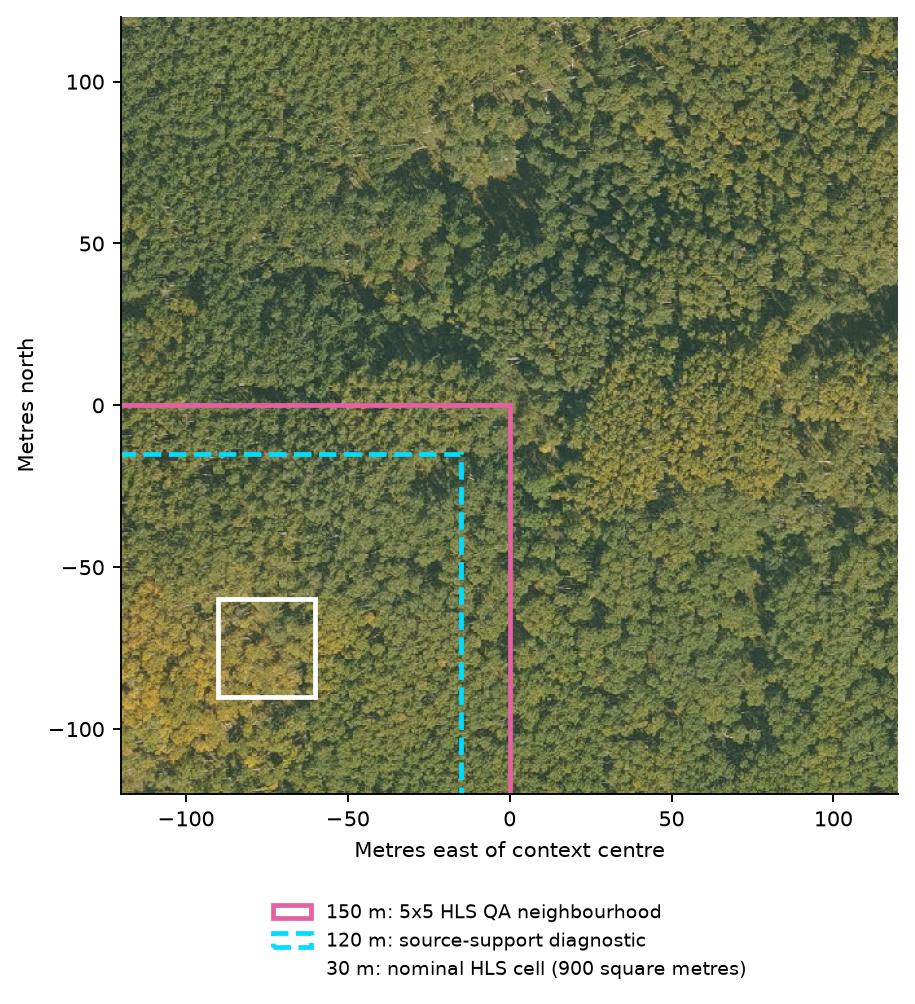 100
50
0
−50
−100
Metres north
−100
−50
0
50
100
Metres east of context centre
150 m: 5x5 HLS QA neighbourhood
120 m: source-support diagnostic
30 m: nominal HLS cell (900 square metres)